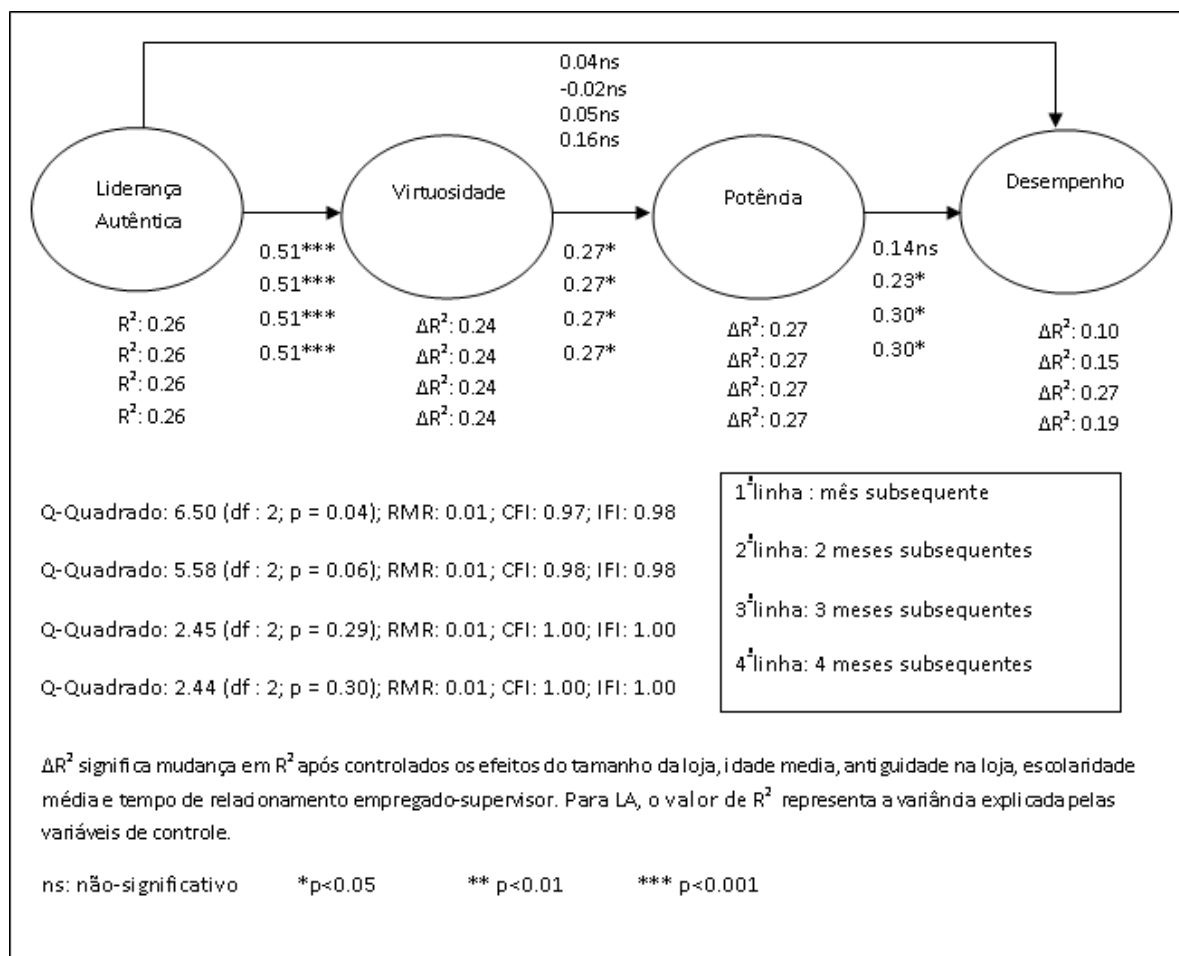 0.04ns
-0.02ns
0.05ns
0.16ns
Liderança
Autêntica
Virtuosidade
Potência
Desempenho
0.51***
0.51***
0.51***
0.51***
0.27*
0.27*
0.27*
0.27*
0.14ns
0.23*
0.30*
0.30*
R²: 0.26
R²: 0.26
R²: 0.26
R²: 0.26
ΔR²: 0.24
ΔR²: 0.24
ΔR²: 0.24
ΔR²: 0.24
ΔR²: 0.27
ΔR²: 0.27
ΔR²: 0.27
ΔR²: 0.27
ΔR²: 0.10
ΔR²: 0.15
ΔR²: 0.27
ΔR²: 0.19
Q-Quadrado: 6.50 (df : 2; p = 0.04); RMR: 0.01; CFI: 0.97; IFI: 0.98
Q-Quadrado: 5.58 (df : 2; p = 0.06); RMR: 0.01; CFI: 0.98; IFI: 0.98
Q-Quadrado: 2.45 (df : 2; p = 0.29); RMR: 0.01; CFI: 1.00; IFI: 1.00
Q-Quadrado: 2.44 (df : 2; p = 0.30); RMR: 0.01; CFI: 1.00; IFI: 1.00
1ªlinha : mês subsequente
2ªlinha: 2 meses subsequentes
3ªlinha: 3 meses subsequentes
4ªlinha: 4 meses subsequentes
ΔR² significa mudança em R² após controlados os efeitos do tamanho da loja, idade media, antiguidade na loja, escolaridade
média e tempo de relacionamento empregado-supervisor. Para LA, o valor de R² representa a variância explicada pelas
variáveis de controle.
ns: não-significativo *p<0.05 ** p<0.01 *** p<0.001